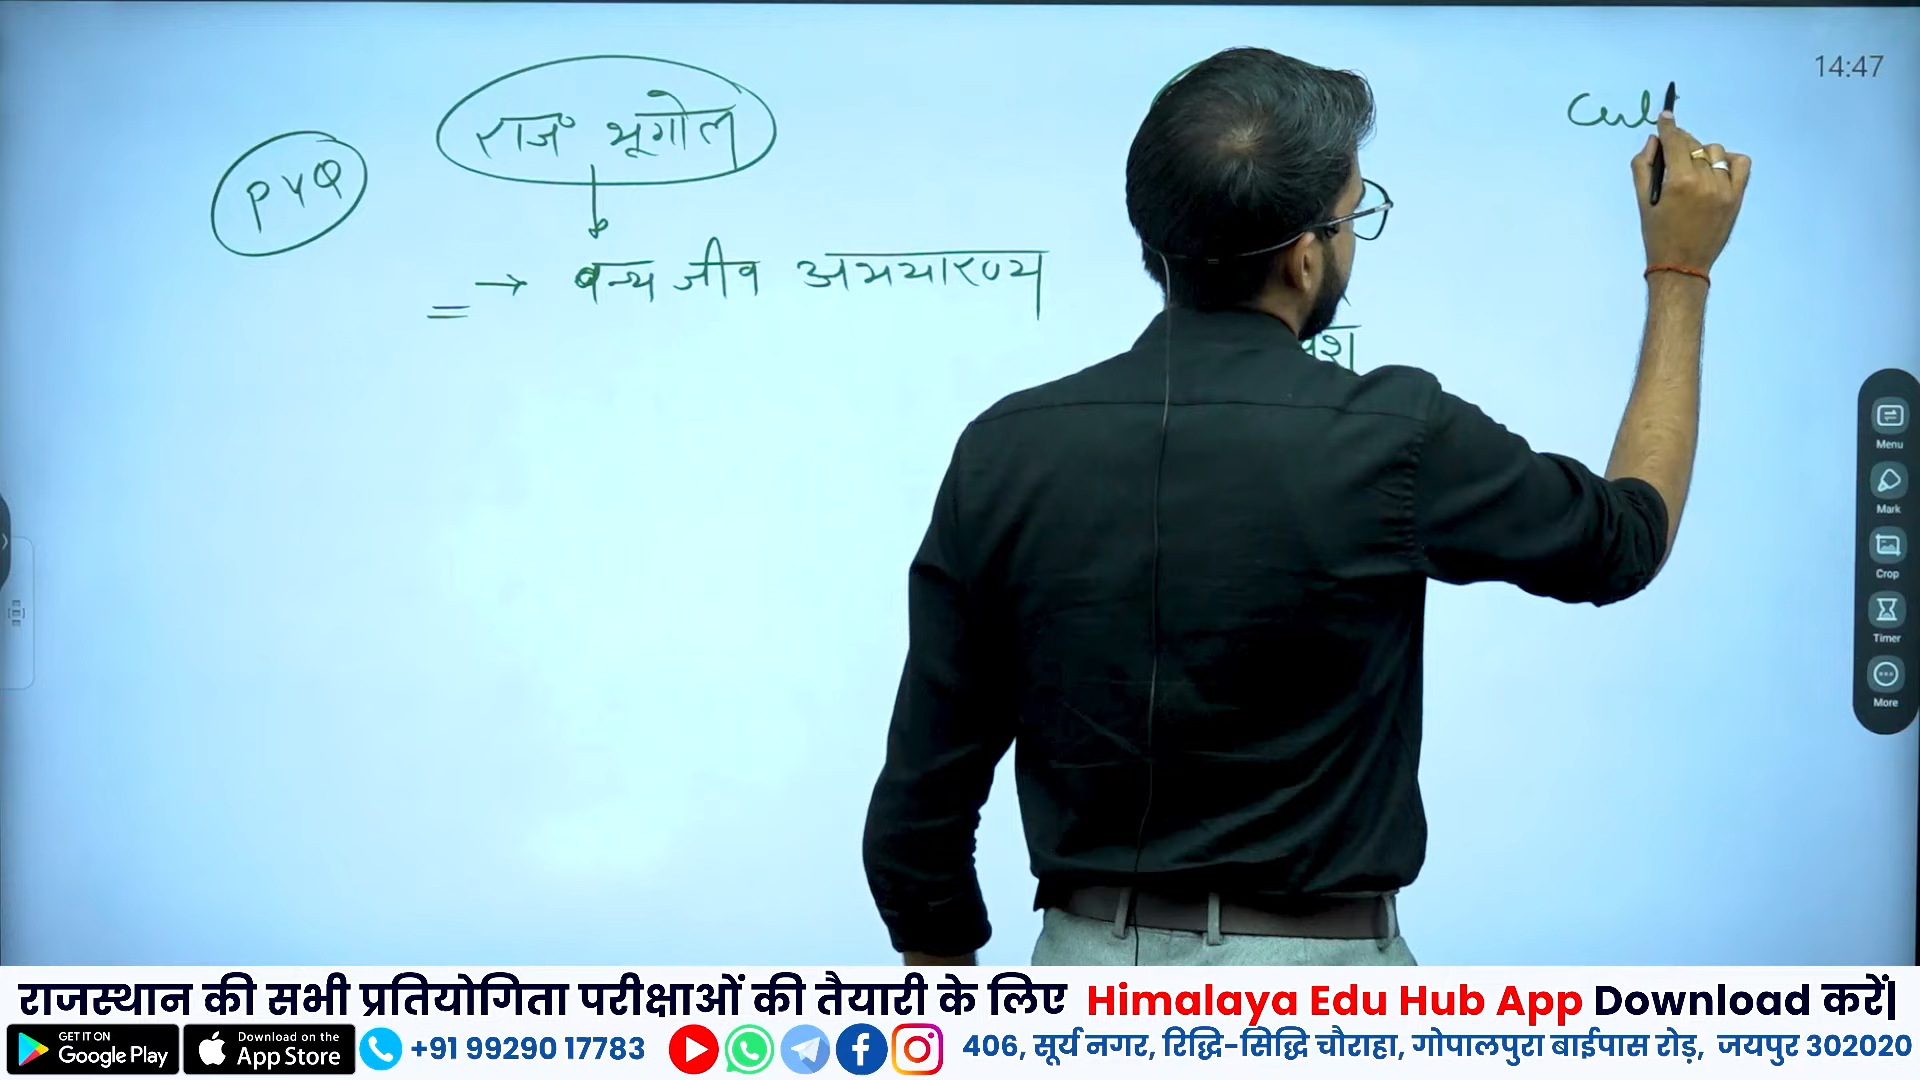 14:47
राज० भूगोल
PYQ
→ वन्य जीव अभयारण्य
Menu
Mark
Crop
Timer
More
राजस्थान की सभी प्रतियोगिता परीक्षाओं की तैयारी के लिए Himalaya Edu Hub App Download करें|
GET IT ON Google Play Download on the App Store +91 99290 17783 406, सूर्य नगर, रिद्धि-सिद्धि चौराहा, गोपालपुरा बाईपास रोड़, जयपुर 302020